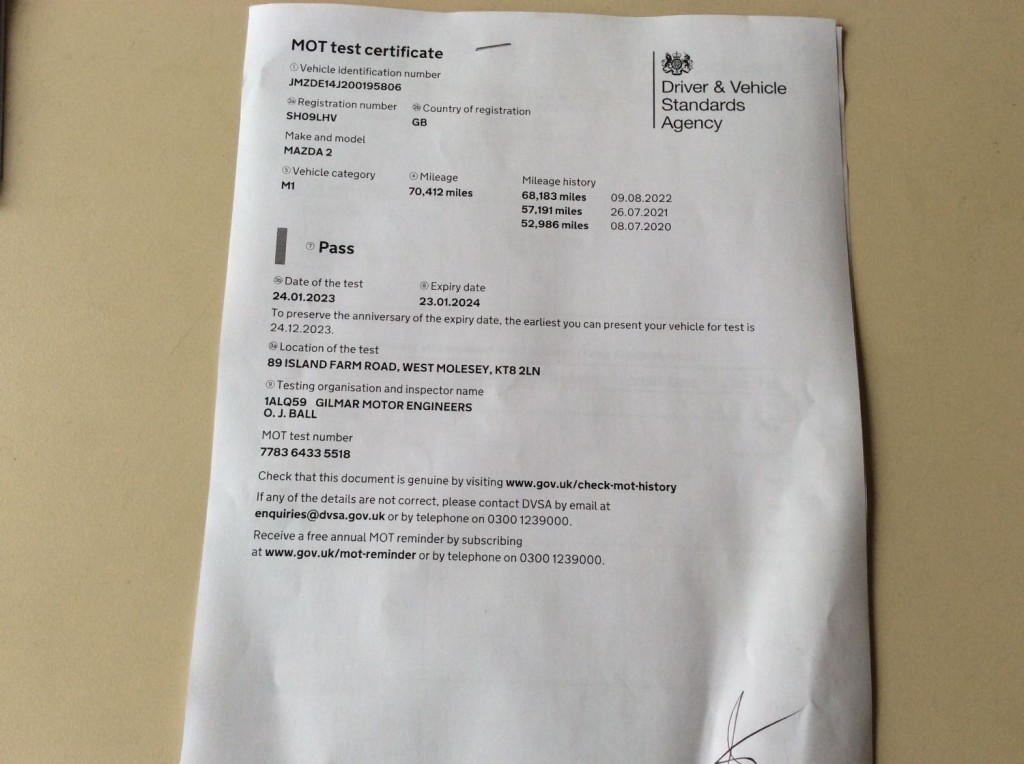 MOT test certificate
① Vehicle identification number
JMZDE14J200195806
Driver & Vehicle
Standards
Agency
2a Registration number 2b Country of registration
SH09LHV GB
Make and model
MAZDA 2
⑤ Vehicle category ④ Mileage Mileage history
M1 70,412 miles 68,183 miles 09.08.2022
57,191 miles 26.07.2021
52,986 miles 08.07.2020
⑦ Pass
Date of the test ⑧ Expiry date
24.01.2023 23.01.2024
To preserve the anniversary of the expiry date, the earliest you can present your vehicle for test is
24.12.2023.
Location of the test
89 ISLAND FARM ROAD, WEST MOLESEY, KT8 2LN
⑨ Testing organisation and inspector name
1ALQ59 GILMAR MOTOR ENGINEERS
O. J. BALL
MOT test number
7783 6433 5518
Check that this document is genuine by visiting www.gov.uk/check-mot-history
If any of the details are not correct, please contact DVSA by email at
enquiries@dvsa.gov.uk or by telephone on 0300 1239000.
Receive a free annual MOT reminder by subscribing
at www.gov.uk/mot-reminder or by telephone on 0300 1239000.